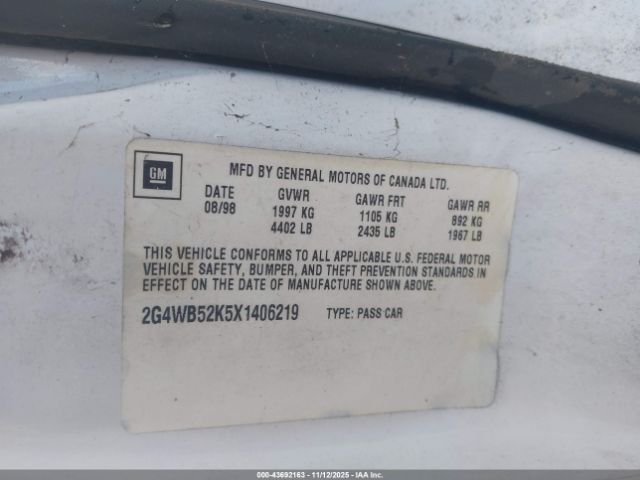 GM
MFD BY GENERAL MOTORS OF CANADA LTD.
DATE GVWR GAWR FRT GAWR RR
08/98 1997 KG 1105 KG 892 KG
4402 LB 2435 LB 1967 LB
THIS VEHICLE CONFORMS TO ALL APPLICABLE U.S. FEDERAL MOTOR
VEHICLE SAFETY, BUMPER, AND THEFT PREVENTION STANDARDS IN
EFFECT ON THE DATE OF MANUFACTURE SHOWN ABOVE.
2G4WB52K5X1406219 TYPE: PASS CAR
000-43692163 - 11/12/2025 - IAAI.COM